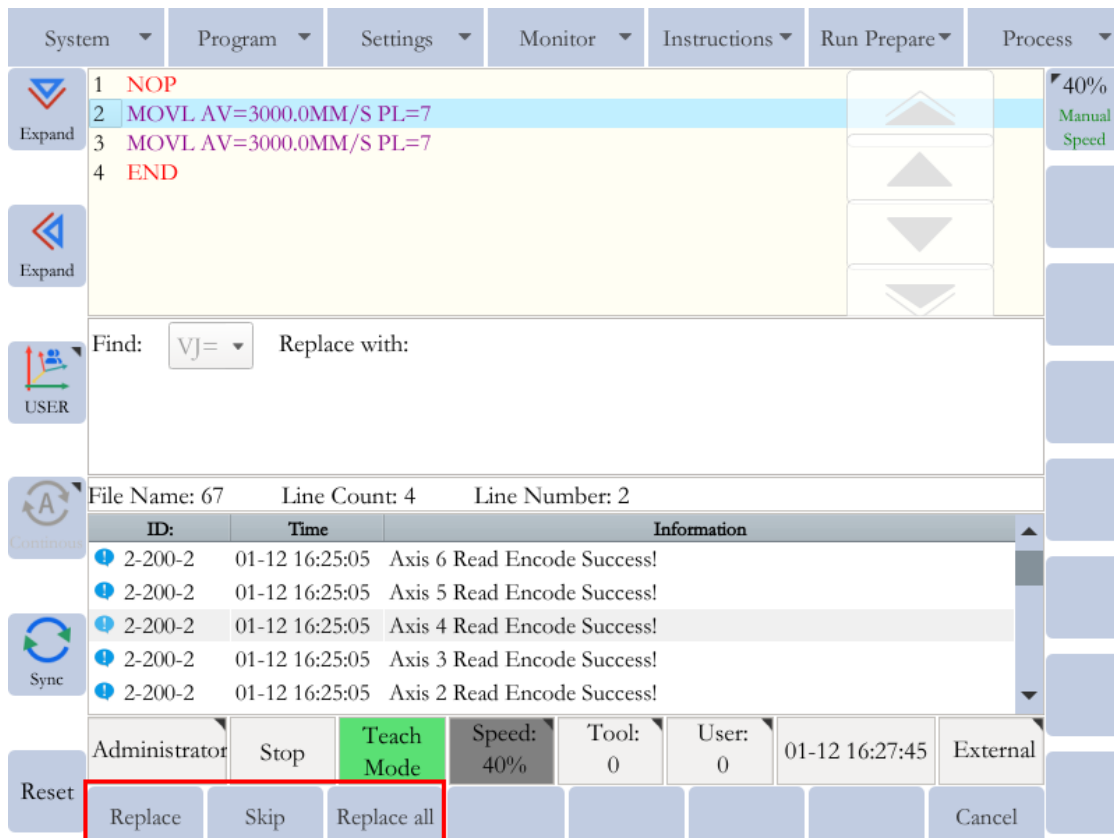 System Program Settings Monitor Instructions Run Prepare Process
Expand
Expand
USER
A
Continuous
Sync
Reset
1 NOP
2 MOVL AV=3000.0MM/S PL=7
3 MOVL AV=3000.0MM/S PL=7
4 END
40%
Manual
Speed
Find: VJ= Replace with:
File Name: 67 Line Count: 4 Line Number: 2
ID: Time Information
2-200-2 01-12 16:25:05 Axis 6 Read Encode Success!
2-200-2 01-12 16:25:05 Axis 5 Read Encode Success!
2-200-2 01-12 16:25:05 Axis 4 Read Encode Success!
2-200-2 01-12 16:25:05 Axis 3 Read Encode Success!
2-200-2 01-12 16:25:05 Axis 2 Read Encode Success!
Administrator Stop Teach Mode Speed: 40% Tool: 0 User: 0 01-12 16:27:45 External
Replace Skip Replace all Cancel